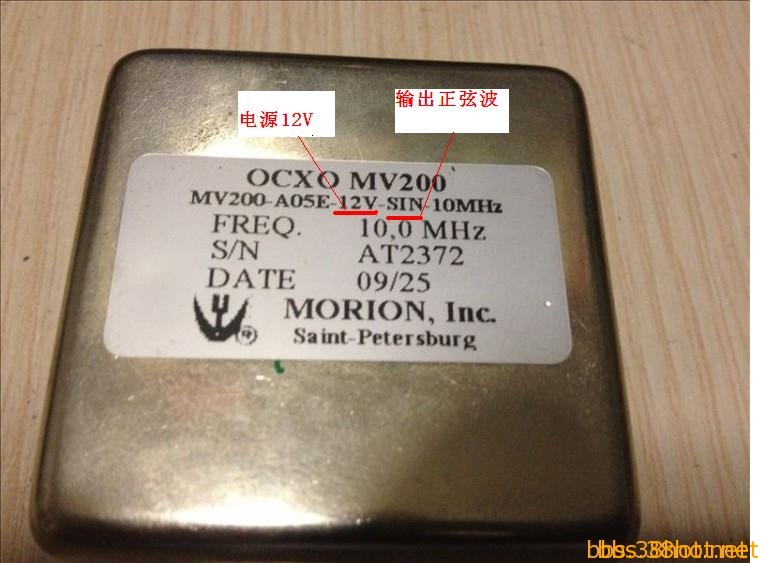 电源12V
输出正弦波
OCXO MV200
MV200-A05E-12V-SIN-10MHz
FREQ. 10,0 MHz
S/N AT2372
DATE 09/25
MORION, Inc.
Saint-Petersburg